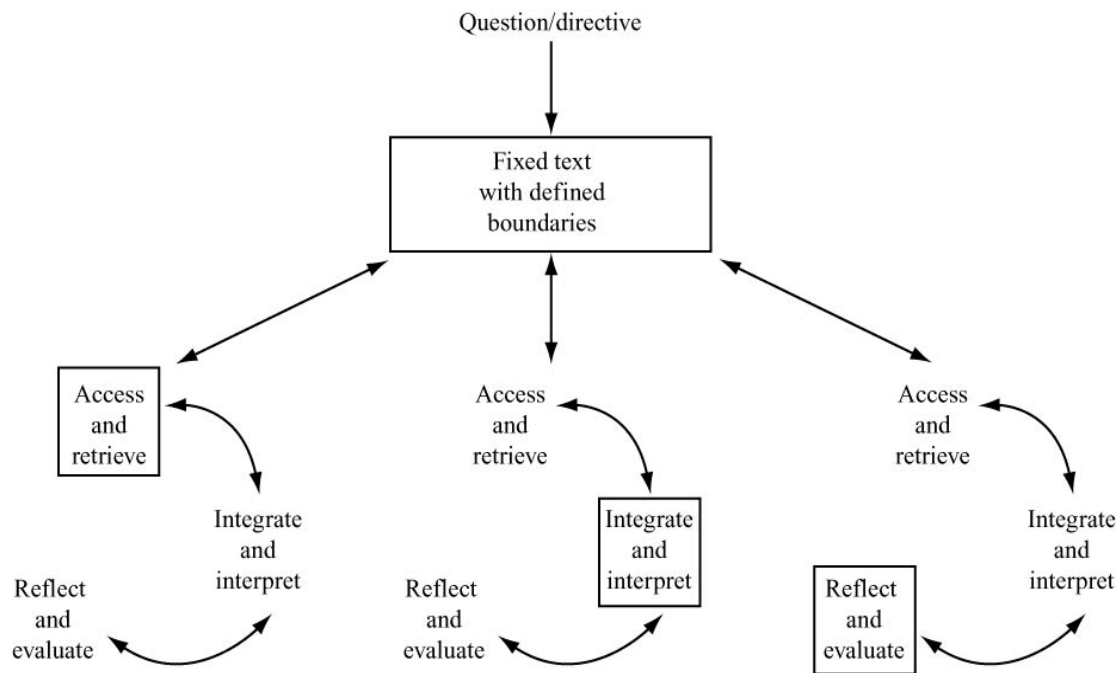 Question/directive
Fixed text
with defined
boundaries
Access
and
retrieve
Integrate
and
interpret
Reflect
and
evaluate
Access
and
retrieve
Integrate
and
interpret
Reflect
and
evaluate
Access
and
retrieve
Integrate
and
interpret
Reflect
and
evaluate